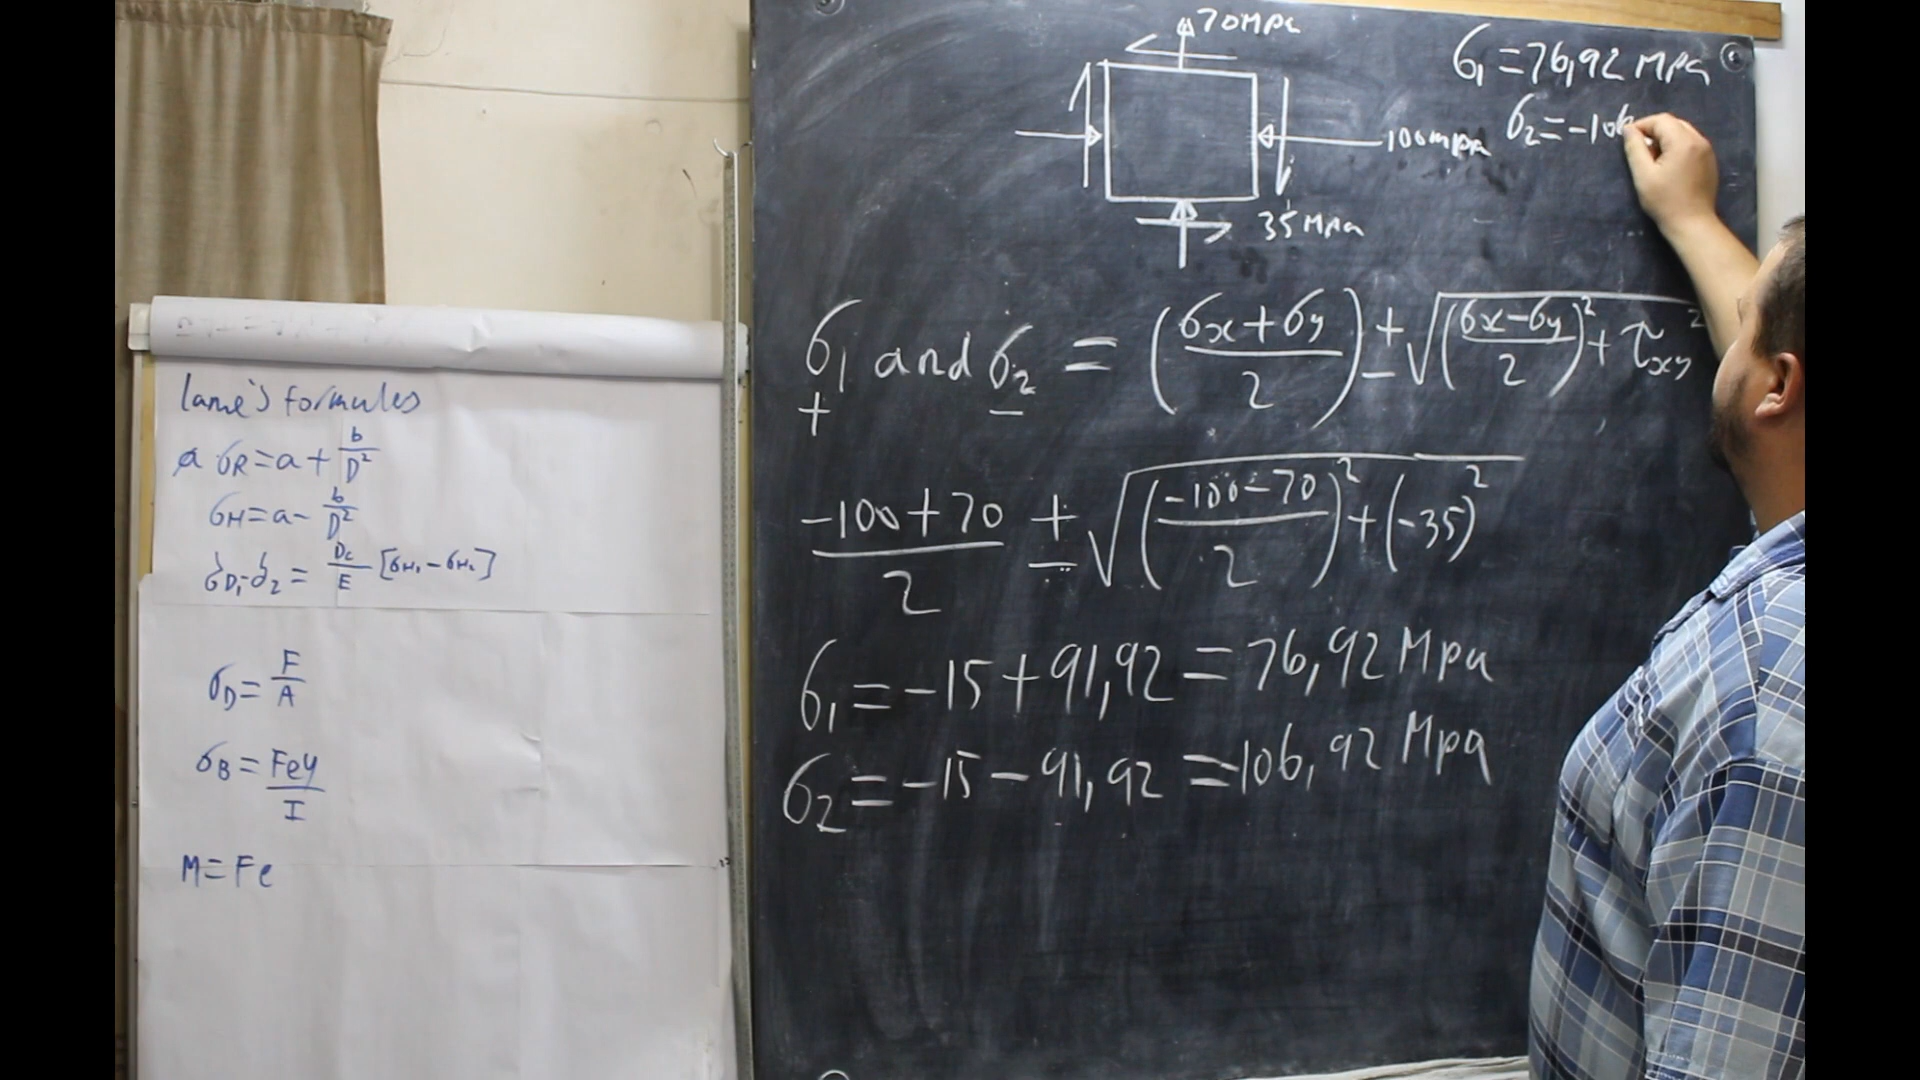 lame's formules
σR = a + b/D²
σH = a - b/D²
σD₁-d₂ = Dc/E [σH₁ - σH₂]
σD = F/A
σB = Fey/I
M = Fe
70MPa
100mpa
35MPa
σ₁ = 76,92 MPa
σ₂ = -106
σ₁ and σ₂ = ((σx + σy)/2) ± √(((σx - σy)/2)² + τxy²)
+ −
(-100 + 70)/2 ± √(((-100 - 70)/2)² + (-35)²)
σ₁ = -15 + 91,92 = 76,92 Mpa
σ₂ = -15 - 91,92 = -106,92 Mpa